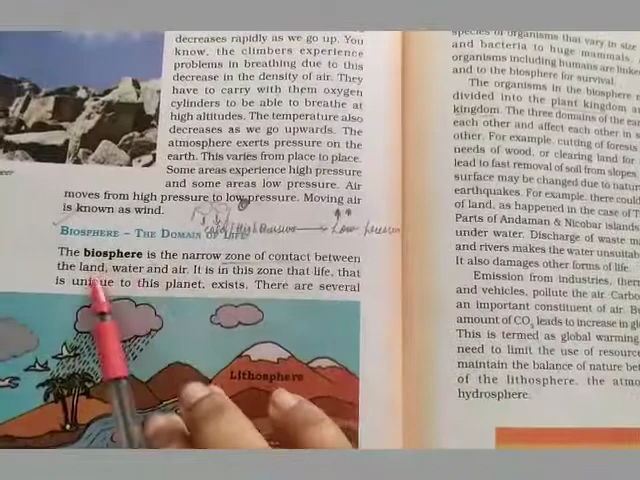 decreases rapidly as we go up. You
know, the climbers experience
problems in breathing due to this
decrease in the density of air. They
have to carry with them oxygen
cylinders to be able to breathe at
high altitudes. The temperature also
decreases as we go upwards. The
atmosphere exerts pressure on the
earth. This varies from place to place.
Some areas experience high pressure
and some areas low pressure. Air
moves from high pressure to low pressure. Moving air
is known as wind.
BIOSPHERE – THE DOMAIN OF LIFE
The biosphere is the narrow zone of contact between
the land, water and air. It is in this zone that life, that
is unique to this planet, exists. There are several
Lithosphere
species of organisms that vary in size
and bacteria to huge mammals,
organisms including humans are linked
and to the biosphere for survival.
The organisms in the biosphere
divided into the plant kingdom
kingdom. The three domains of the
each other and affect each other in
other. For example, cutting of forests
needs of wood, or clearing land for
lead to fast removal of soil from slopes
surface may be changed due to natural
earthquakes. For example, there could
of land, as happened in the case of
Parts of Andaman & Nicobar islands
under water. Discharge of waste
and rivers makes the water unsuitable
It also damages other forms of life.
Emission from industries,
and vehicles, pollute the air.
an important constituent of air.
amount of CO₂ leads to increase in
This is termed as global warming.
need to limit the use of resources
maintain the balance of nature
of the lithosphere, the
hydrosphere.